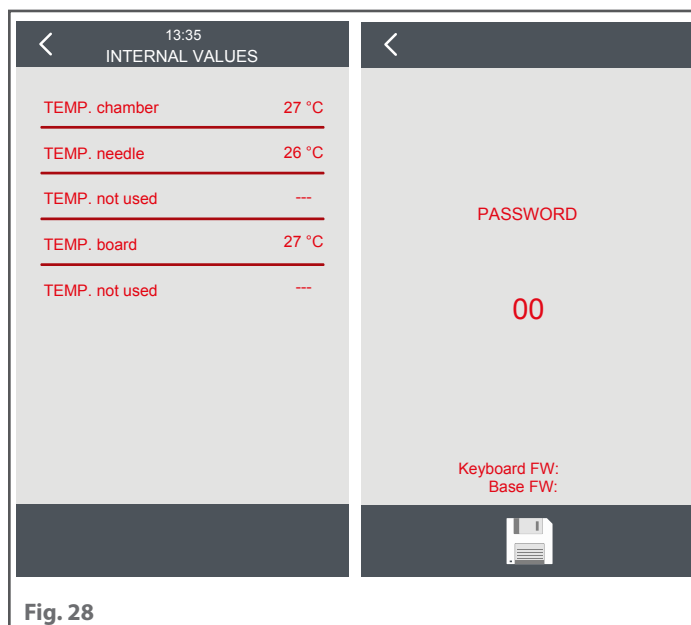 13:35
INTERNAL VALUES
TEMP. chamber 27 °C
TEMP. needle 26 °C
TEMP. not used ---
TEMP. board 27 °C
TEMP. not used ---
PASSWORD
00
Keyboard FW:
Base FW:
Fig. 28